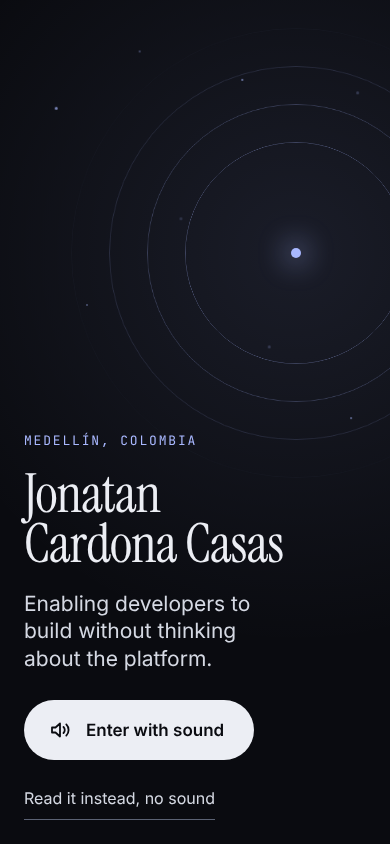 MEDELLÍN, COLOMBIA
Jonatan
Cardona Casas
Enabling developers to
build without thinking
about the platform.
Enter with sound
Read it instead, no sound